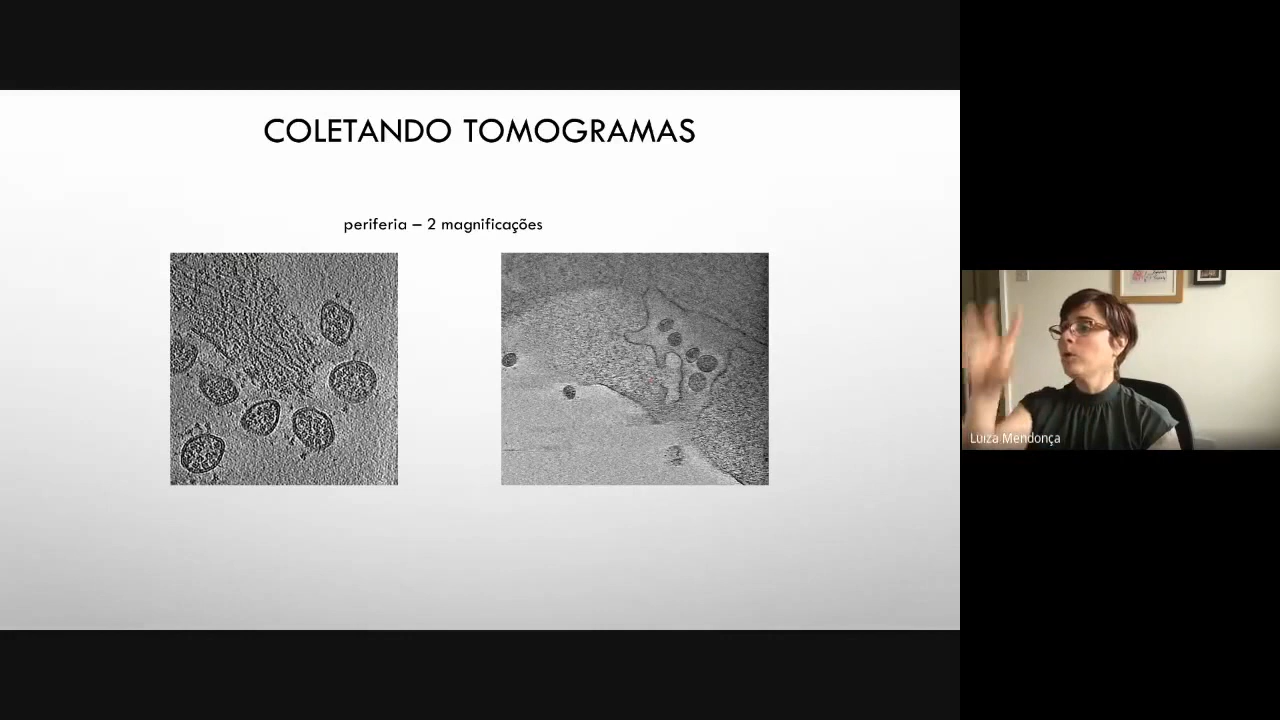 COLETANDO TOMOGRAMAS
periferia – 2 magnificações
Luiza Mendonça